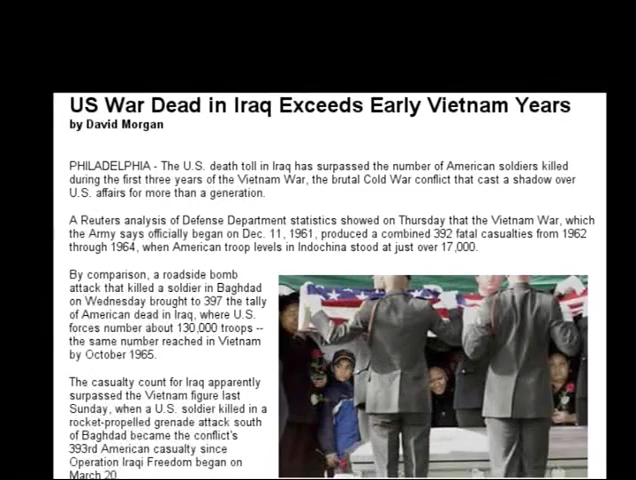 US War Dead in Iraq Exceeds Early Vietnam Years
by David Morgan
PHILADELPHIA - The U.S. death toll in Iraq has surpassed the number of American soldiers killed
during the first three years of the Vietnam War, the brutal Cold War conflict that cast a shadow over
U.S. affairs for more than a generation.
A Reuters analysis of Defense Department statistics showed on Thursday that the Vietnam War, which
the Army says officially began on Dec. 11, 1961, produced a combined 392 fatal casualties from 1962
through 1964, when American troop levels in Indochina stood at just over 17,000.
By comparison, a roadside bomb
attack that killed a soldier in Baghdad
on Wednesday brought to 397 the tally
of American dead in Iraq, where U.S.
forces number about 130,000 troops --
the same number reached in Vietnam
by October 1965.
The casualty count for Iraq apparently
surpassed the Vietnam figure last
Sunday, when a U.S. soldier killed in a
rocket-propelled grenade attack south
of Baghdad became the conflict's
393rd American casualty since
Operation Iraqi Freedom began on
March 20.